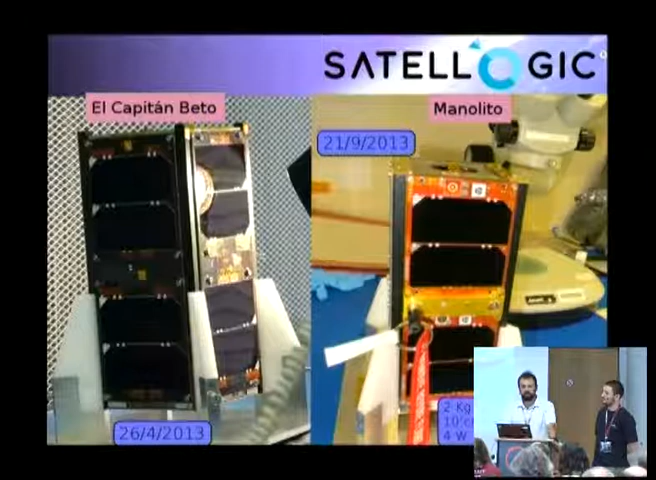 SATELLOGIC
El Capitán Beto
Manolito
21/9/2013
26/4/2013
2 Kg
4 W